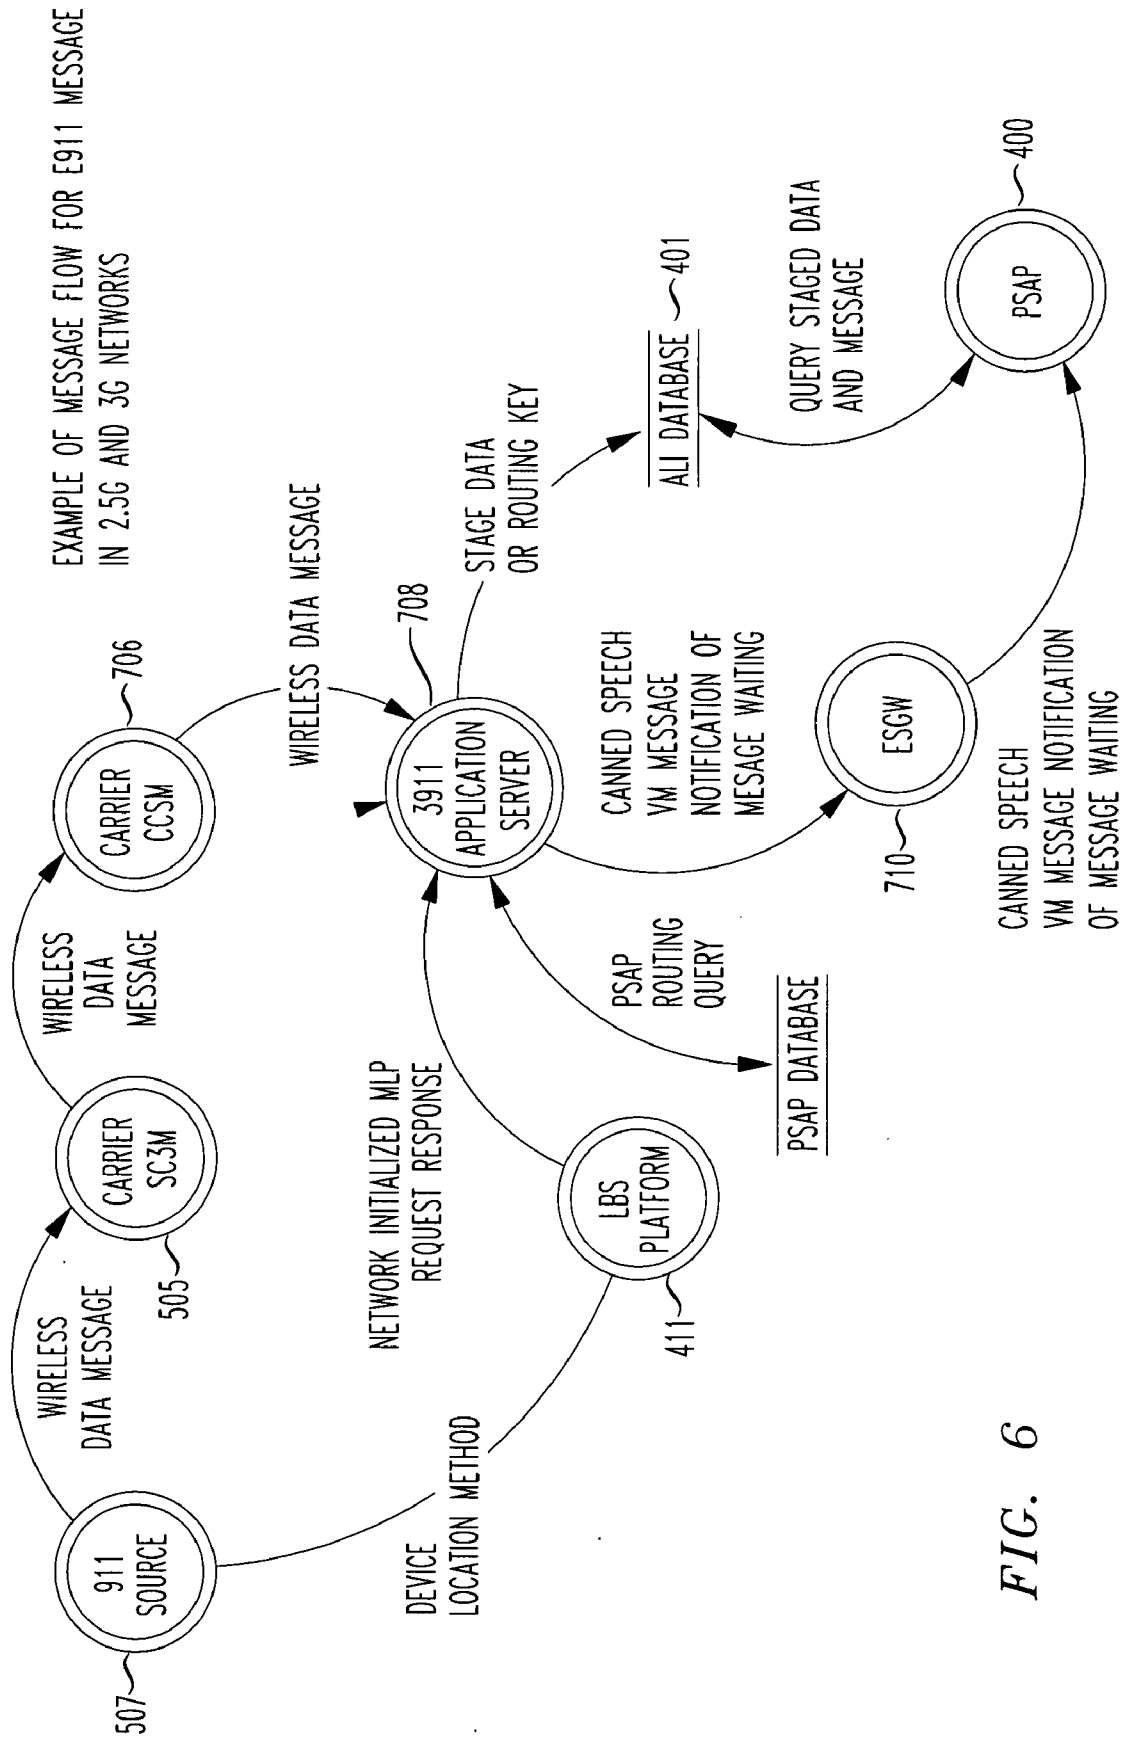 EXAMPLE OF MESSAGE FLOW FOR E911 MESSAGE
IN 2.5G AND 3G NETWORKS
507
911
SOURCE
WIRELESS
DATA MESSAGE
505
CARRIER
SC3M
WIRELESS
DATA
MESSAGE
706
CARRIER
CCSM
WIRELESS DATA MESSAGE
DEVICE
LOCATION METHOD
411
LBS
PLATFORM
NETWORK INITIALIZED MLP
REQUEST RESPONSE
708
3911
APPLICATION
SERVER
STAGE DATA
OR ROUTING KEY
PSAP
ROUTING
QUERY
PSAP DATABASE
CANNED SPEECH
VM MESSAGE
NOTIFICATION OF
MESAGE WAITING
ALI DATABASE
401
QUERY STAGED DATA
AND MESSAGE
710
ESGW
CANNED SPEECH
VM MESSAGE NOTIFICATION
OF MESSAGE WAITING
PSAP
400
FIG. 6